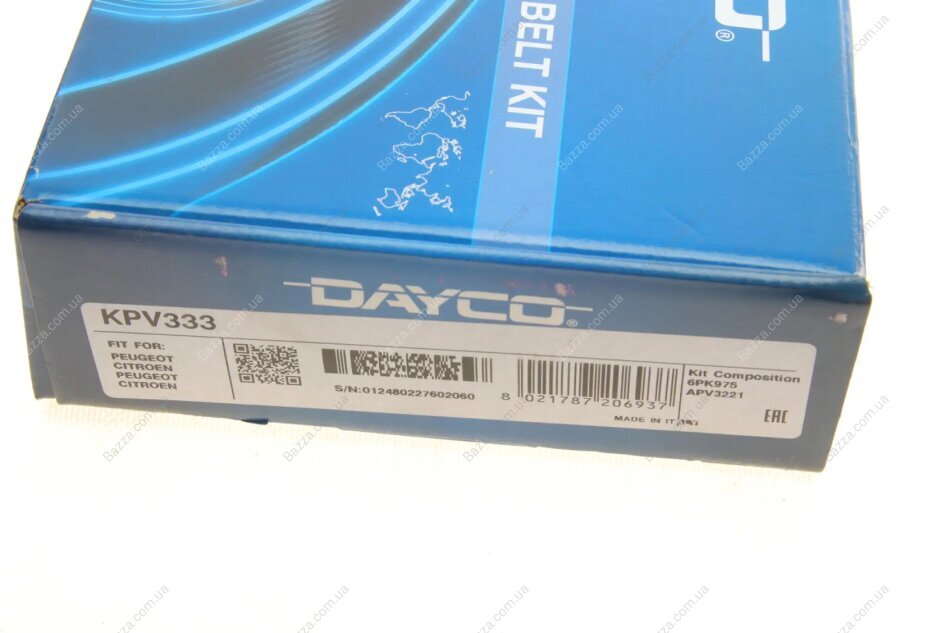 BELT KIT
®
DAYCO®
KPV333
FIT FOR:
PEUGEOT
CITROEN
PEUGEOT
CITROEN
S/N:012480227602060
8 021787 206937
Kit Composition
6PK975
APV3221
MADE IN ITALY
EAC
Bazza.com.ua